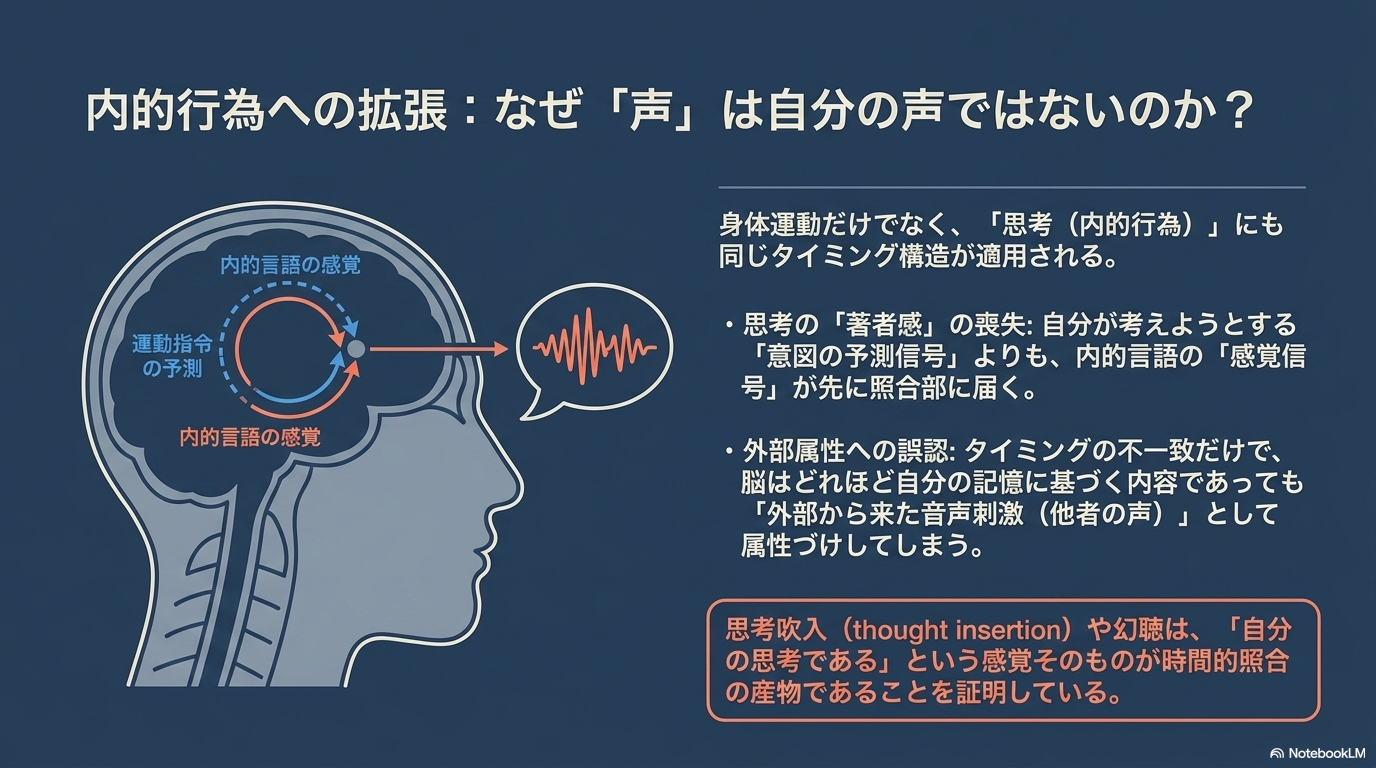 内的行為への拡張：なぜ「声」は自分の声ではないのか？
内的言語の感覚
運動指令
の予測
内的言語の感覚
身体運動だけでなく、「思考（内的行為）」にも
同じタイミング構造が適用される。
・思考の「著者感」の喪失: 自分が考えようとする
「意図の予測信号」よりも、内的言語の「感覚信
号」が先に照合部に届く。
・外部属性への誤認: タイミングの不一致だけで、
脳はどれほど自分の記憶に基づく内容であっても
「外部から来た音声刺激（他者の声）」として
属性づけしてしまう。
思考吹入（thought insertion）や幻聴は、「自分
の思考である」という感覚そのものが時間的照合
の産物であることを証明している。
NotebookLM